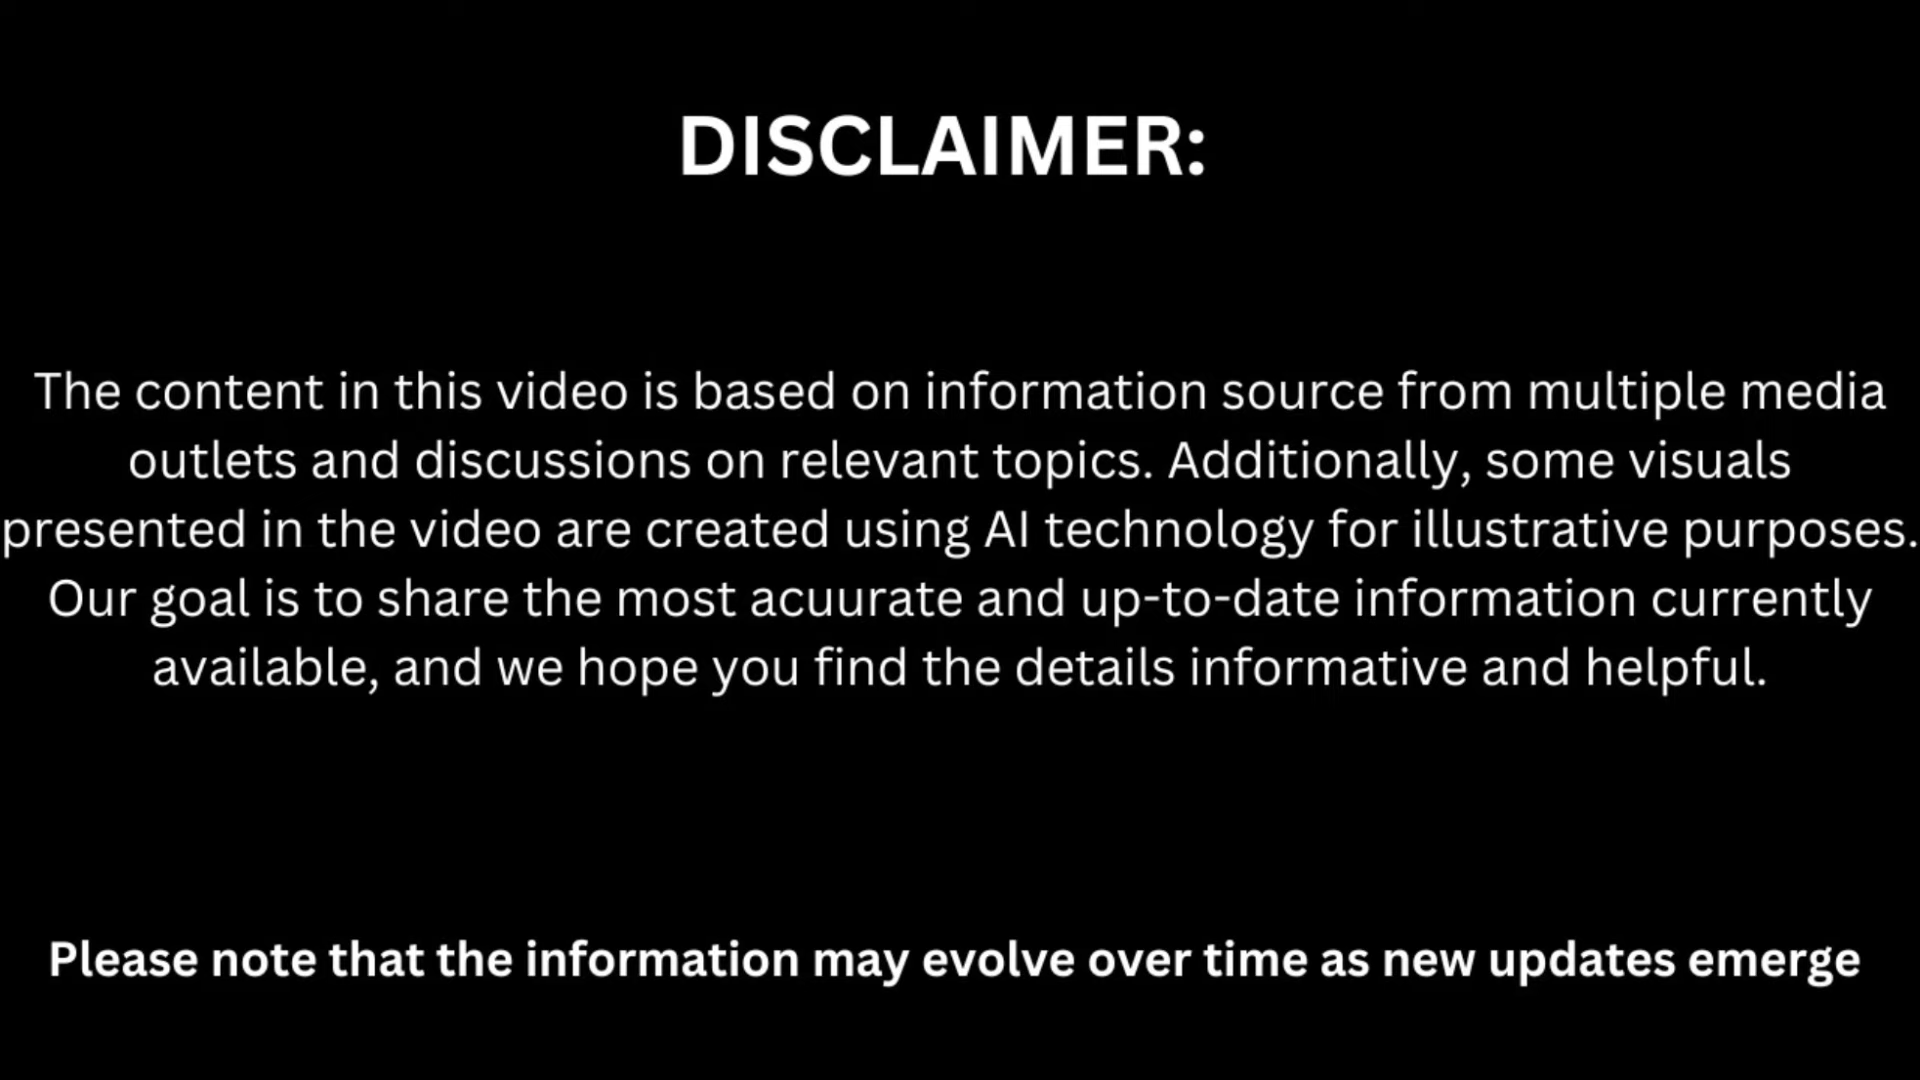 DISCLAIMER:
The content in this video is based on information source from multiple media
outlets and discussions on relevant topics. Additionally, some visuals
presented in the video are created using AI technology for illustrative purposes.
Our goal is to share the most acuurate and up-to-date information currently
available, and we hope you find the details informative and helpful.
Please note that the information may evolve over time as new updates emerge